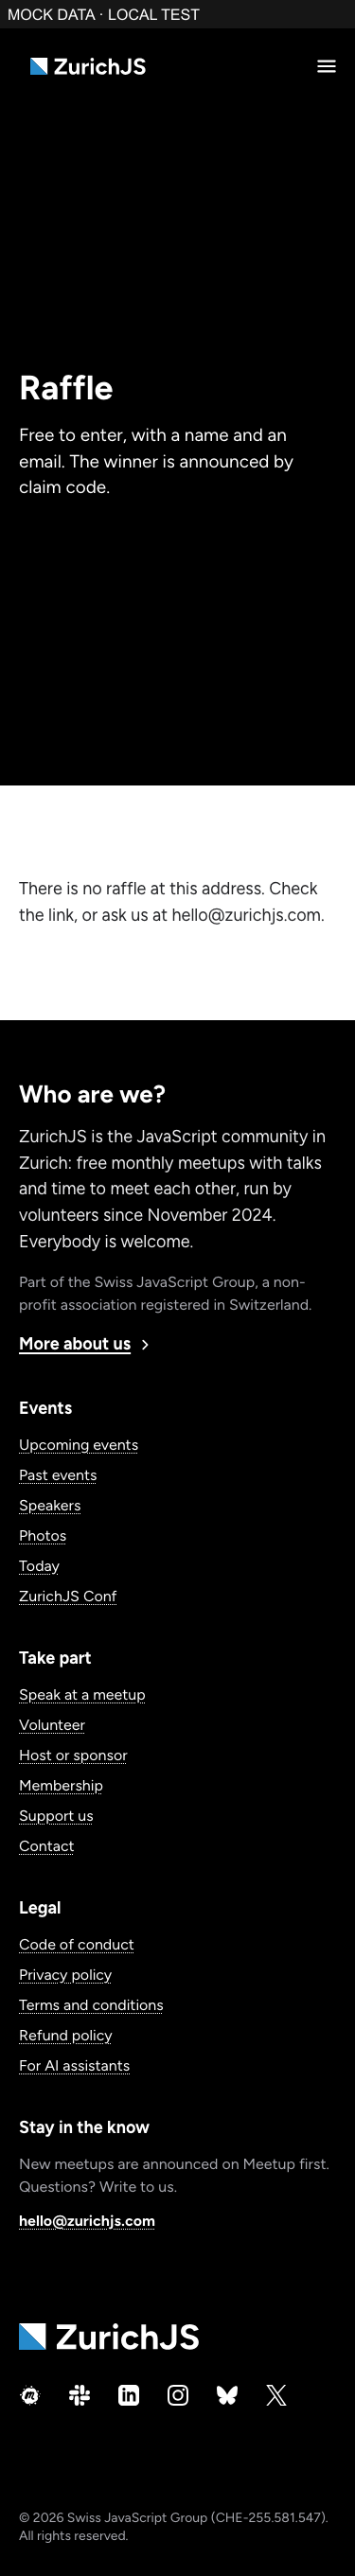 MOCK DATA · LOCAL TEST
ZurichJS
Raffle
Free to enter, with a name and an
email. The winner is announced by
claim code.
There is no raffle at this address. Check
the link, or ask us at hello@zurichjs.com.
Who are we?
ZurichJS is the JavaScript community in
Zurich: free monthly meetups with talks
and time to meet each other, run by
volunteers since November 2024.
Everybody is welcome.
Part of the Swiss JavaScript Group, a non-
profit association registered in Switzerland.
More about us
Events
Upcoming events
Past events
Speakers
Photos
Today
ZurichJS Conf
Take part
Speak at a meetup
Volunteer
Host or sponsor
Membership
Support us
Contact
Legal
Code of conduct
Privacy policy
Terms and conditions
Refund policy
For AI assistants
Stay in the know
New meetups are announced on Meetup first.
Questions? Write to us.
hello@zurichjs.com
ZurichJS
© 2026 Swiss JavaScript Group (CHE-255.581.547).
All rights reserved.